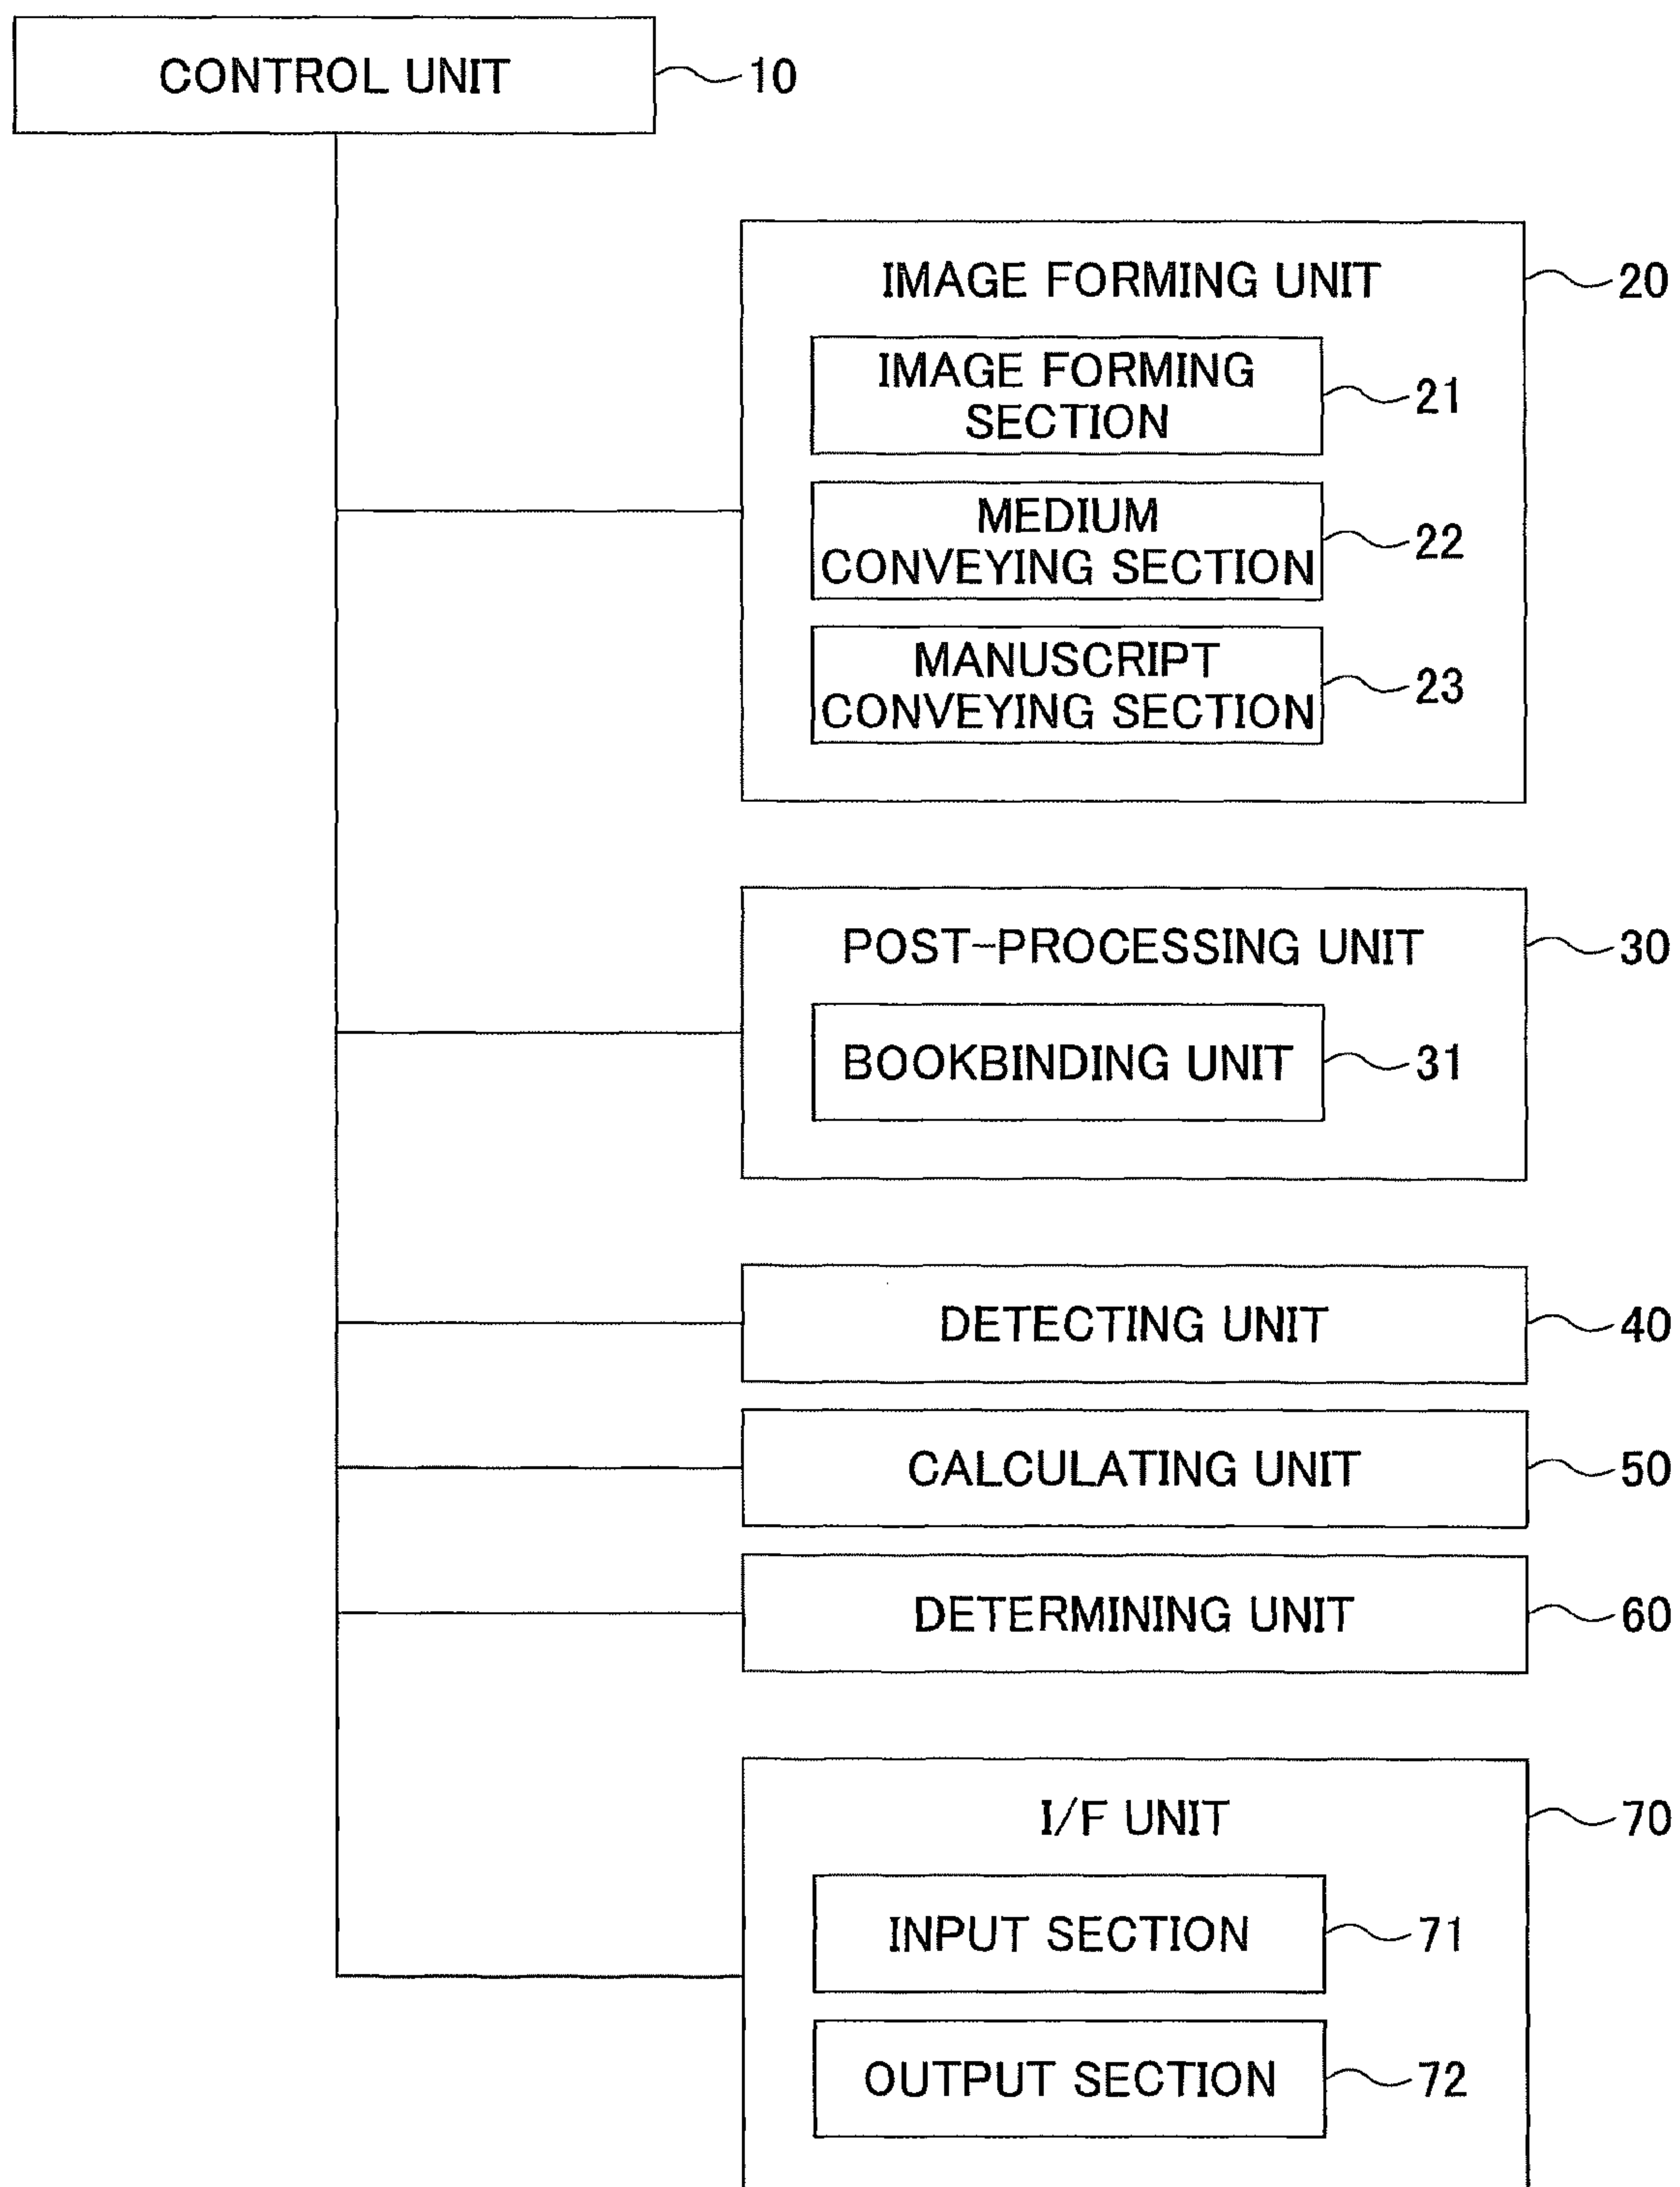 CONTROL UNIT 10
IMAGE FORMING UNIT 20
IMAGE FORMING
SECTION 21
MEDIUM
CONVEYING SECTION 22
MANUSCRIPT
CONVEYING SECTION 23
POST-PROCESSING UNIT 30
BOOKBINDING UNIT 31
DETECTING UNIT 40
CALCULATING UNIT 50
DETERMINING UNIT 60
I/F UNIT 70
INPUT SECTION 71
OUTPUT SECTION 72